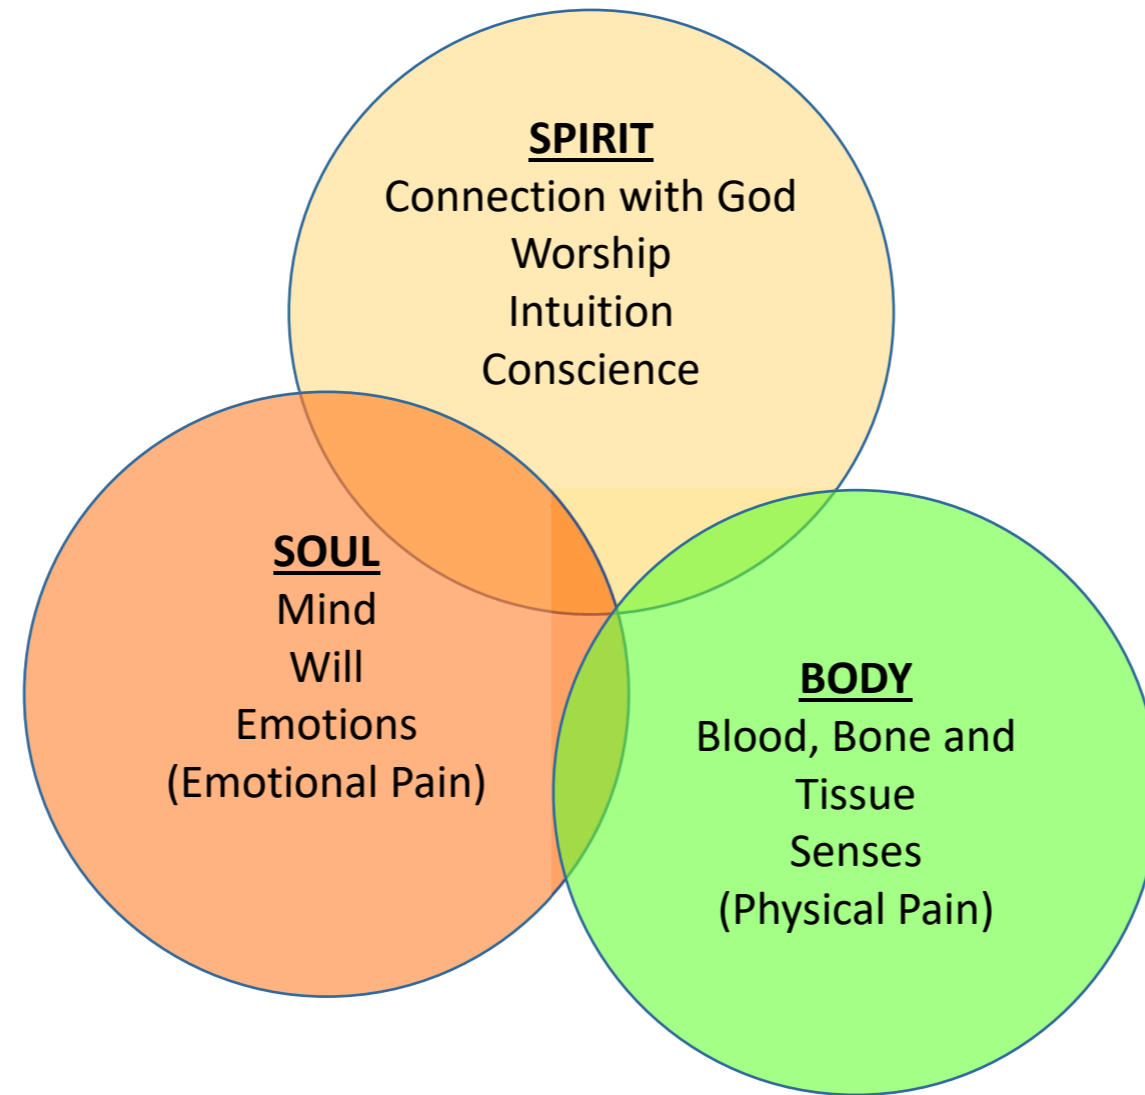 SPIRIT
Connection with God
Worship
Intuition
Conscience
SOUL
Mind
Will
Emotions
(Emotional Pain)
BODY
Blood, Bone and
Tissue
Senses
(Physical Pain)